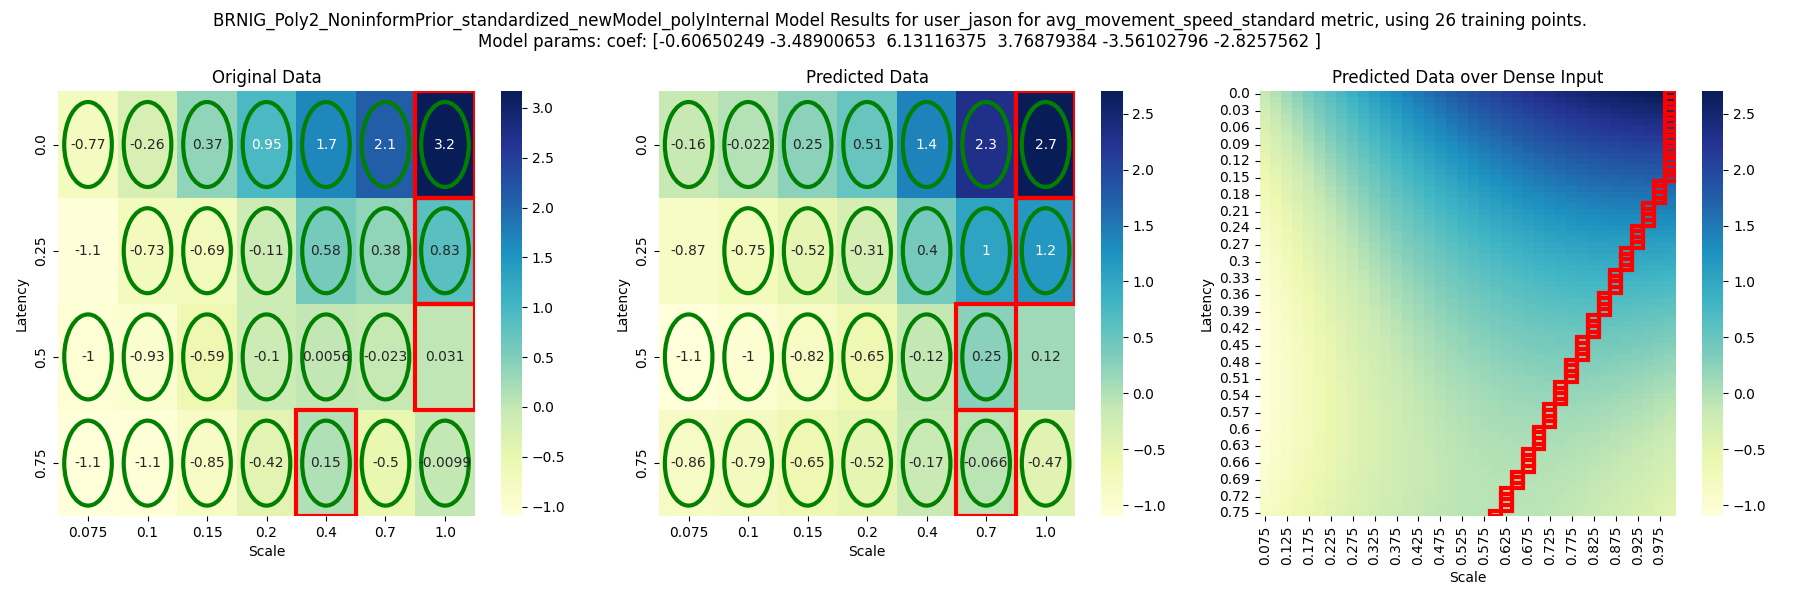 BRNIG_Poly2_NoninformPrior_standardized_newModel_polyInternal Model Results for user_jason for avg_movement_speed_standard metric, using 26 training points.
Model params: coef: [-0.60650249 -3.48900653  6.13116375  3.76879384 -3.56102796 -2.8257562 ]
Original Data
-0.77 -0.26 0.37 0.95 1.7 2.1 3.2
-1.1 -0.73 -0.69 -0.11 0.58 0.38 0.83
-1 -0.93 -0.59 -0.1 0.0056 -0.023 0.031
-1.1 -1.1 -0.85 -0.42 0.15 -0.5 -0.0099
0.0
0.25
0.5
0.75
Latency
0.075 0.1 0.15 0.2 0.4 0.7 1.0
Scale
3.0
2.5
2.0
1.5
1.0
0.5
0.0
−0.5
−1.0
Predicted Data
-0.16 -0.022 0.25 0.51 1.4 2.3 2.7
-0.87 -0.75 -0.52 -0.31 0.4 1 1.2
-1.1 -1 -0.82 -0.65 -0.12 0.25 0.12
-0.86 -0.79 -0.65 -0.52 -0.17 -0.066 -0.47
0.0
0.25
0.5
0.75
Latency
0.075 0.1 0.15 0.2 0.4 0.7 1.0
Scale
2.5
2.0
1.5
1.0
0.5
0.0
−0.5
−1.0
Predicted Data over Dense Input
0.0
0.03
0.06
0.09
0.12
0.15
0.18
0.21
0.24
0.27
0.3
0.33
0.36
0.39
0.42
0.45
0.48
0.51
0.54
0.57
0.6
0.63
0.66
0.69
0.72
0.75
Latency
0.075 0.125 0.175 0.225 0.275 0.325 0.375 0.425 0.475 0.525 0.575 0.625 0.675 0.725 0.775 0.825 0.875 0.925 0.975
Scale
2.5
2.0
1.5
1.0
0.5
0.0
−0.5
−1.0